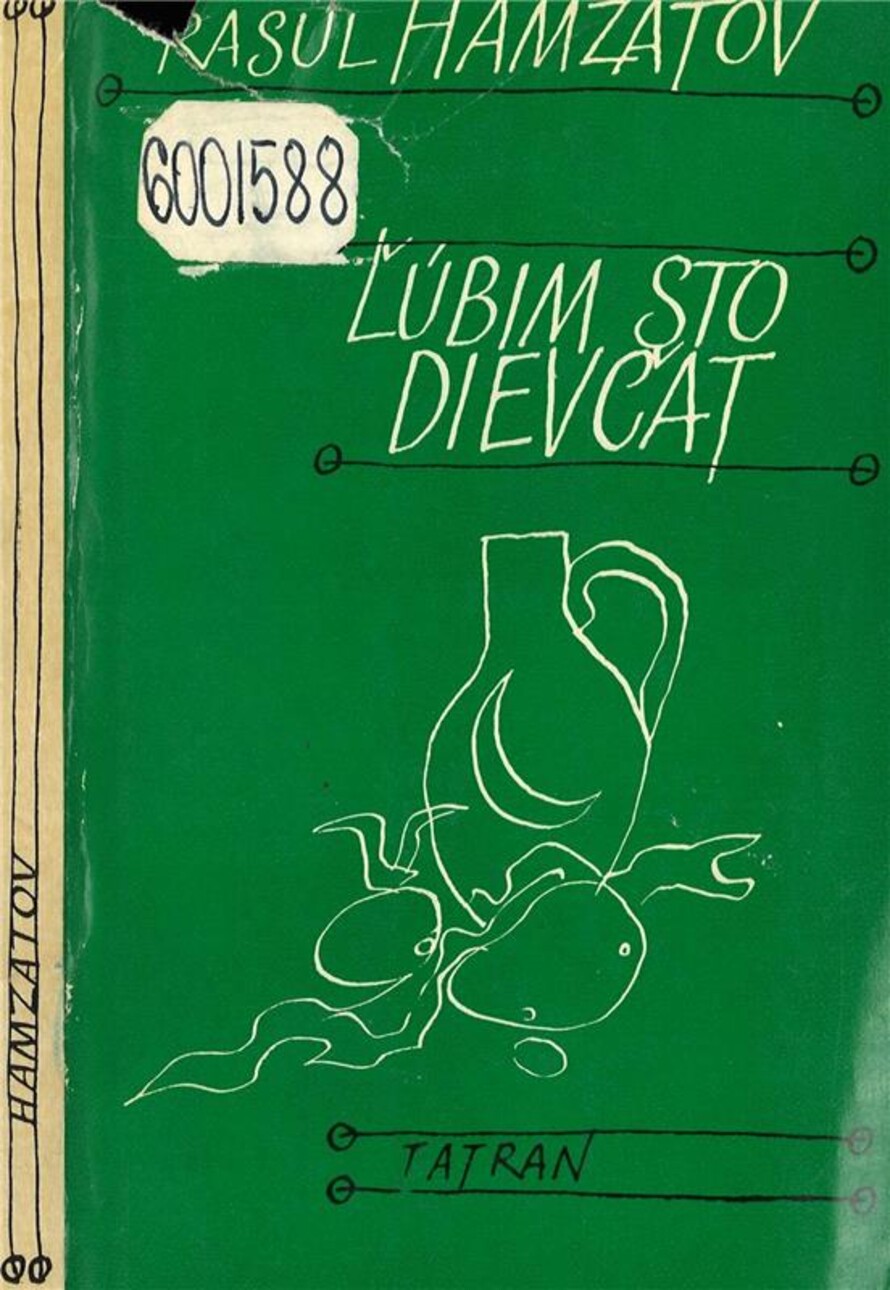 RASUL HAMZATOV
6001588
ĽÚBIM STO
DIEVČAT
TATRAN
HAMZATOV